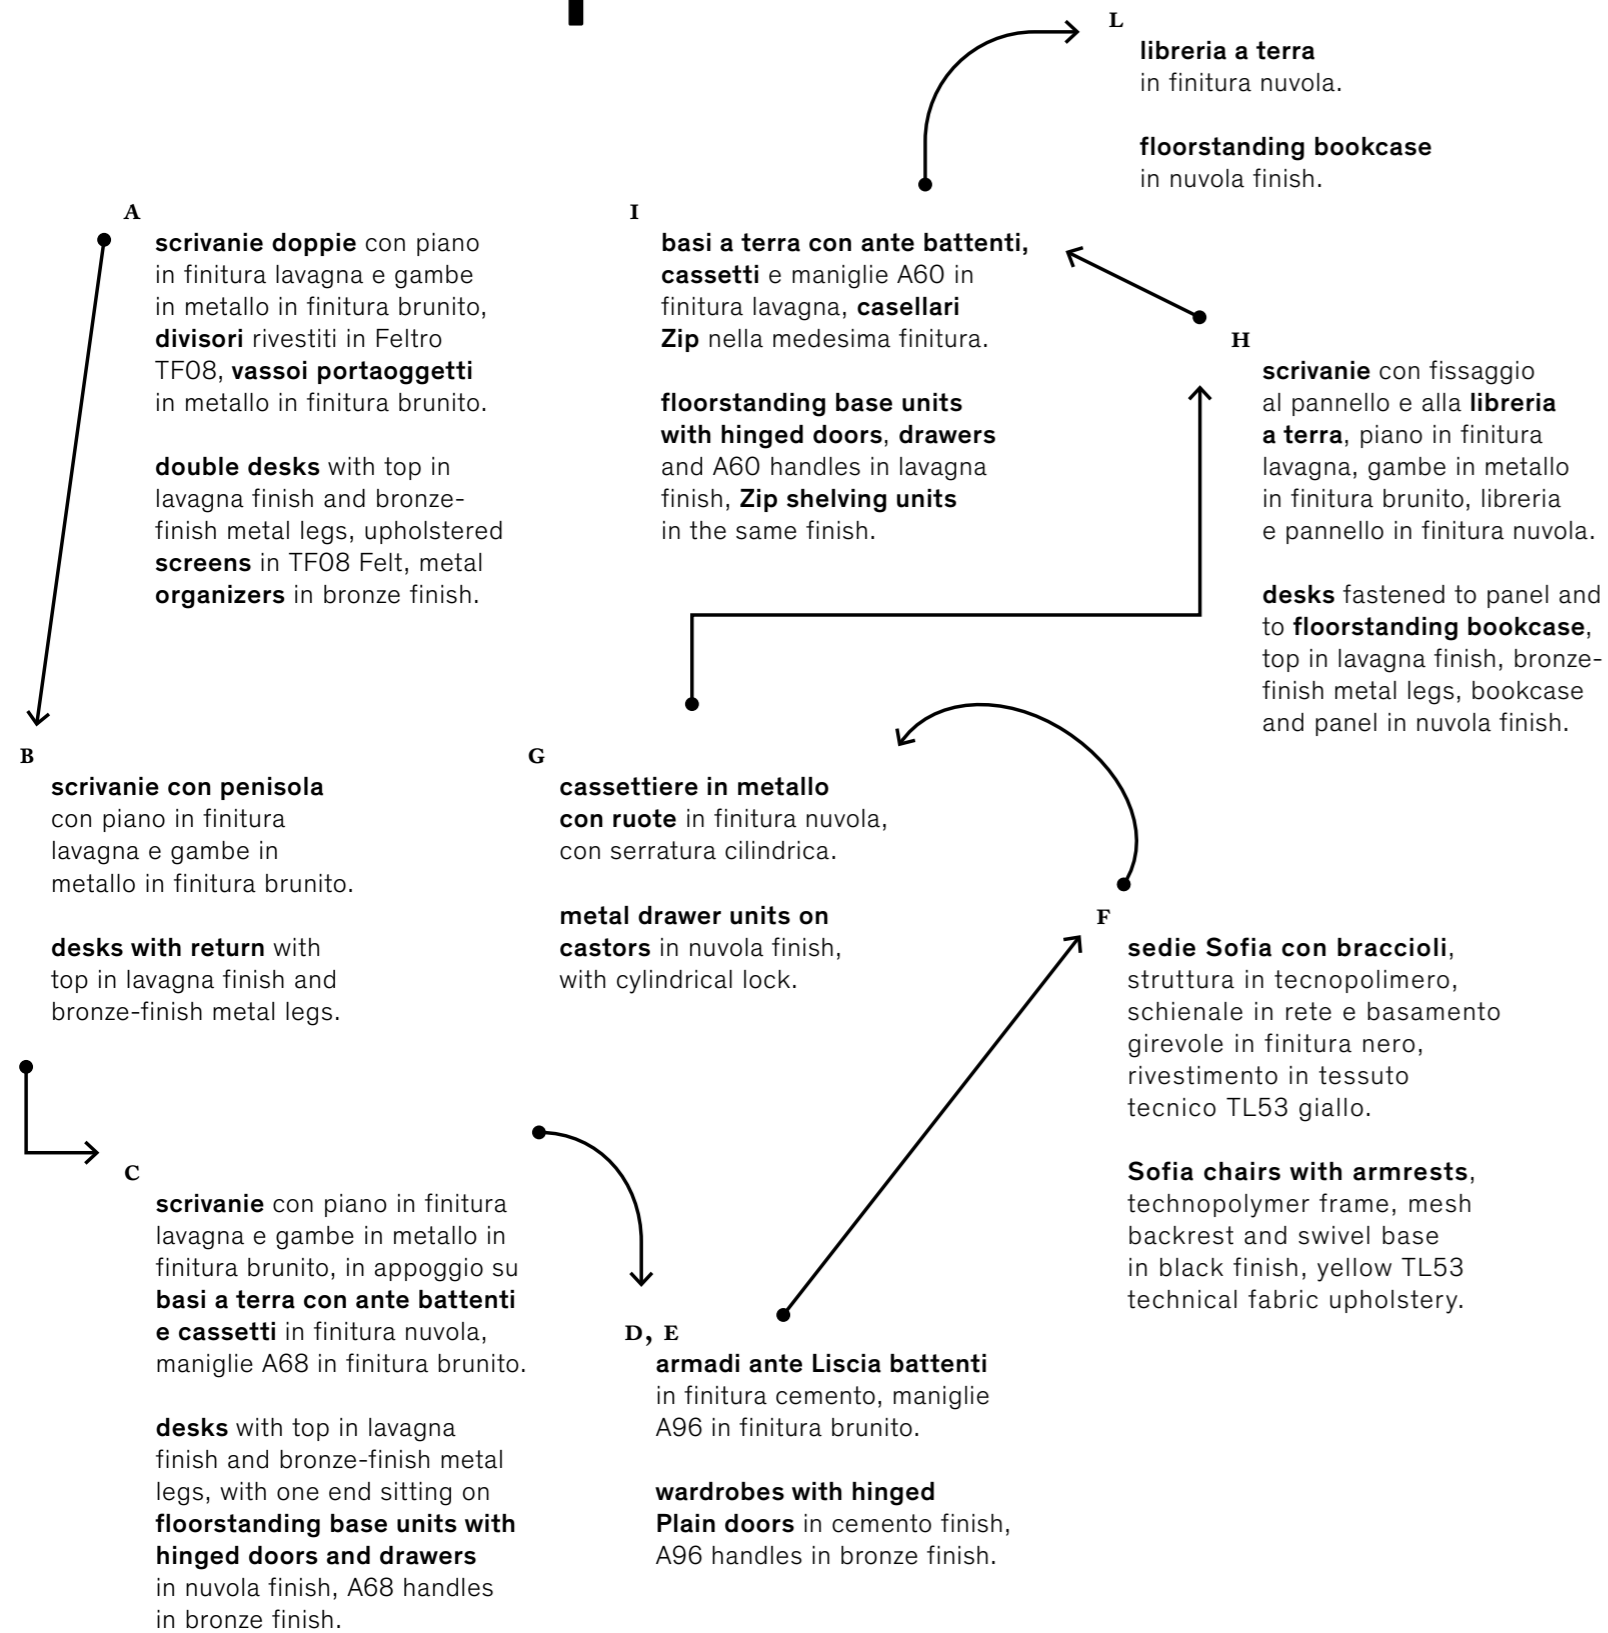 A
scrivanie doppie con piano
in finitura lavagna e gambe
in metallo in finitura brunito,
divisori rivestiti in Feltro
TF08, vassoi portaoggetti
in metallo in finitura brunito.
double desks with top in
lavagna finish and bronze-
finish metal legs, upholstered
screens in TF08 Felt, metal
organizers in bronze finish.
B
scrivanie con penisola
con piano in finitura
lavagna e gambe in
metallo in finitura brunito.
desks with return with
top in lavagna finish and
bronze-finish metal legs.
C
scrivanie con piano in finitura
lavagna e gambe in metallo in
finitura brunito, in appoggio su
basi a terra con ante battenti
e cassetti in finitura nuvola,
maniglie A68 in finitura brunito.
desks with top in lavagna
finish and bronze-finish metal
legs, with one end sitting on
floorstanding base units with
hinged doors and drawers
in nuvola finish, A68 handles
in bronze finish.
D, E
armadi ante Liscia battenti
in finitura cemento, maniglie
A96 in finitura brunito.
wardrobes with hinged
Plain doors in cemento finish,
A96 handles in bronze finish.
F
sedie Sofia con braccioli,
struttura in tecnopolimero,
schienale in rete e basamento
girevole in finitura nero,
rivestimento in tessuto
tecnico TL53 giallo.
Sofia chairs with armrests,
technopolymer frame, mesh
backrest and swivel base
in black finish, yellow TL53
technical fabric upholstery.
G
cassettiere in metallo
con ruote in finitura nuvola,
con serratura cilindrica.
metal drawer units on
castors in nuvola finish,
with cylindrical lock.
H
scrivanie con fissaggio
al pannello e alla libreria
a terra, piano in finitura
lavagna, gambe in metallo
in finitura brunito, libreria
e pannello in finitura nuvola.
desks fastened to panel and
to floorstanding bookcase,
top in lavagna finish, bronze-
finish metal legs, bookcase
and panel in nuvola finish.
I
basi a terra con ante battenti,
cassetti e maniglie A60 in
finitura lavagna, casellari
Zip nella medesima finitura.
floorstanding base units
with hinged doors, drawers
and A60 handles in lavagna
finish, Zip shelving units
in the same finish.
L
libreria a terra
in finitura nuvola.
floorstanding bookcase
in nuvola finish.